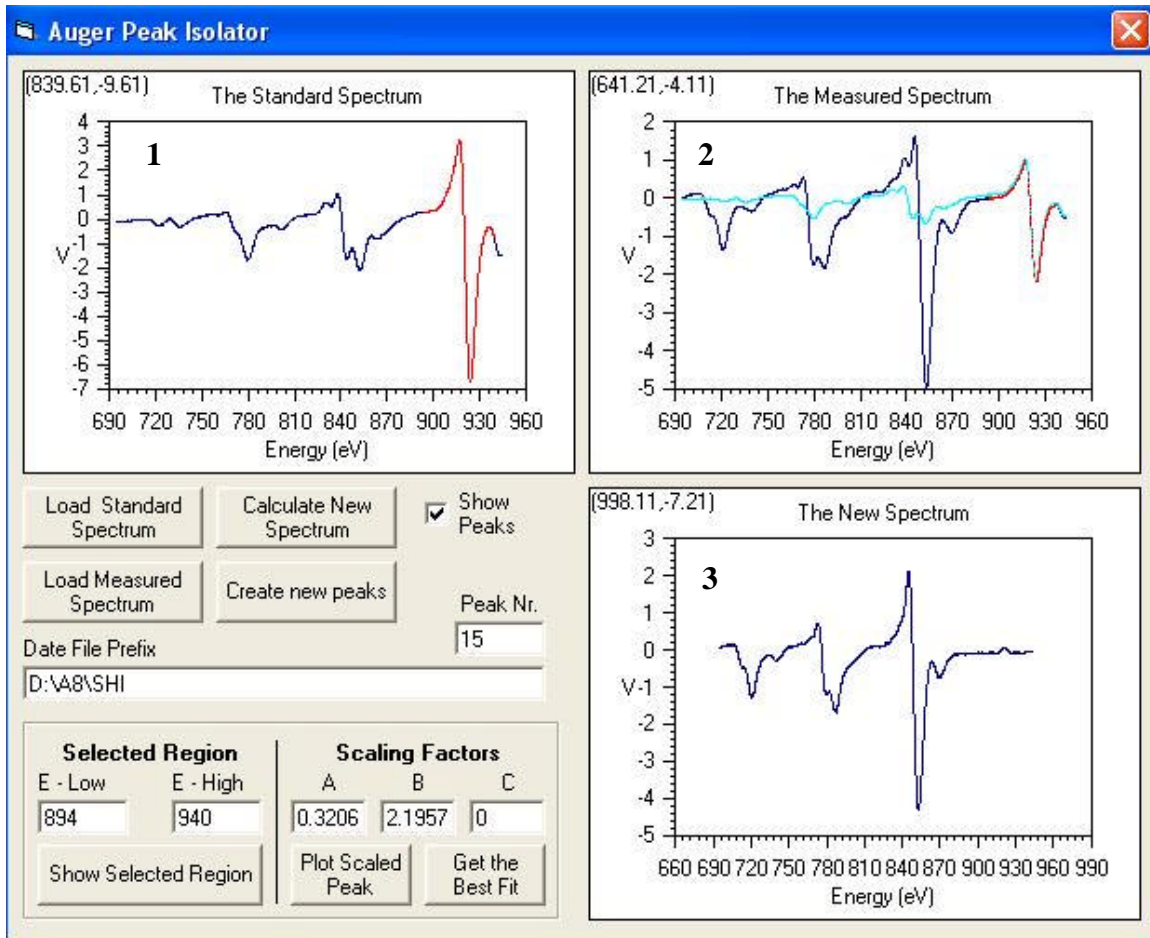 Auger Peak Isolator
(839.61,-9.61)
The Standard Spectrum
1
4
3
2
1
0
-1
V
-2
-3
-4
-5
-6
-7
690 720 750 780 810 840 870 900 930 960
Energy (eV)
(641.21,-4.11)
The Measured Spectrum
2
2
1
0
-1
V
-2
-3
-4
-5
690 720 750 780 810 840 870 900 930 960
Energy (eV)
Load Standard Spectrum
Calculate New Spectrum
Show Peaks
Load Measured Spectrum
Create new peaks
Peak Nr.
15
Date File Prefix
D:\A8\SHI
Selected Region
E - Low E - High
894 940
Show Selected Region
Scaling Factors
A B C
0.3206 2.1957 0
Plot Scaled Peak
Get the Best Fit
(998.11,-7.21)
The New Spectrum
3
3
2
1
0
V -1
-2
-3
-4
-5
660 690 720 750 780 810 840 870 900 930 960 990
Energy (eV)